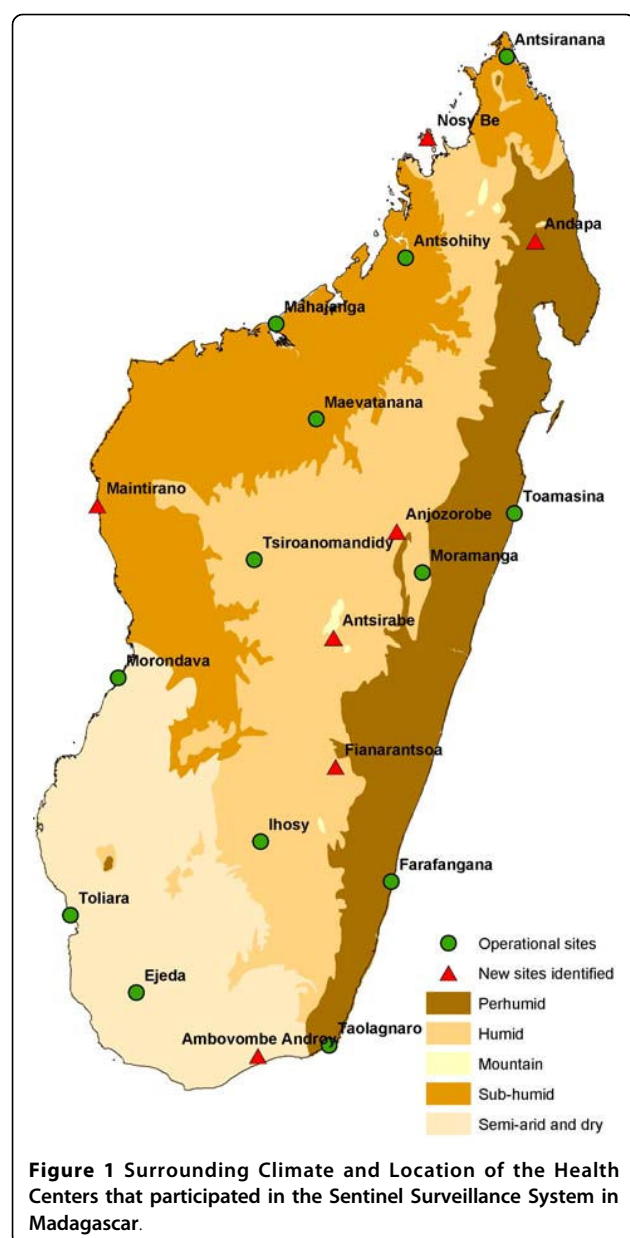 Antsiranana
Nosy Be
Andapa
Antsohihy
Mahajanga
Maevatanana
Maintirano
Toamasina
Anjozorobe
Tsiroanomandidy
Moramanga
Antsirabe
Morondava
Fianarantsoa
Ihosy
Farafangana
Toliara
Operational sites
New sites identified
Ejeda
Perhumid
Humid
Ambovombe Androy
Taolagnaro
Mountain
Sub-humid
Semi-arid and dry
Figure 1 Surrounding Climate and Location of the Health
Centers that participated in the Sentinel Surveillance System in
Madagascar.